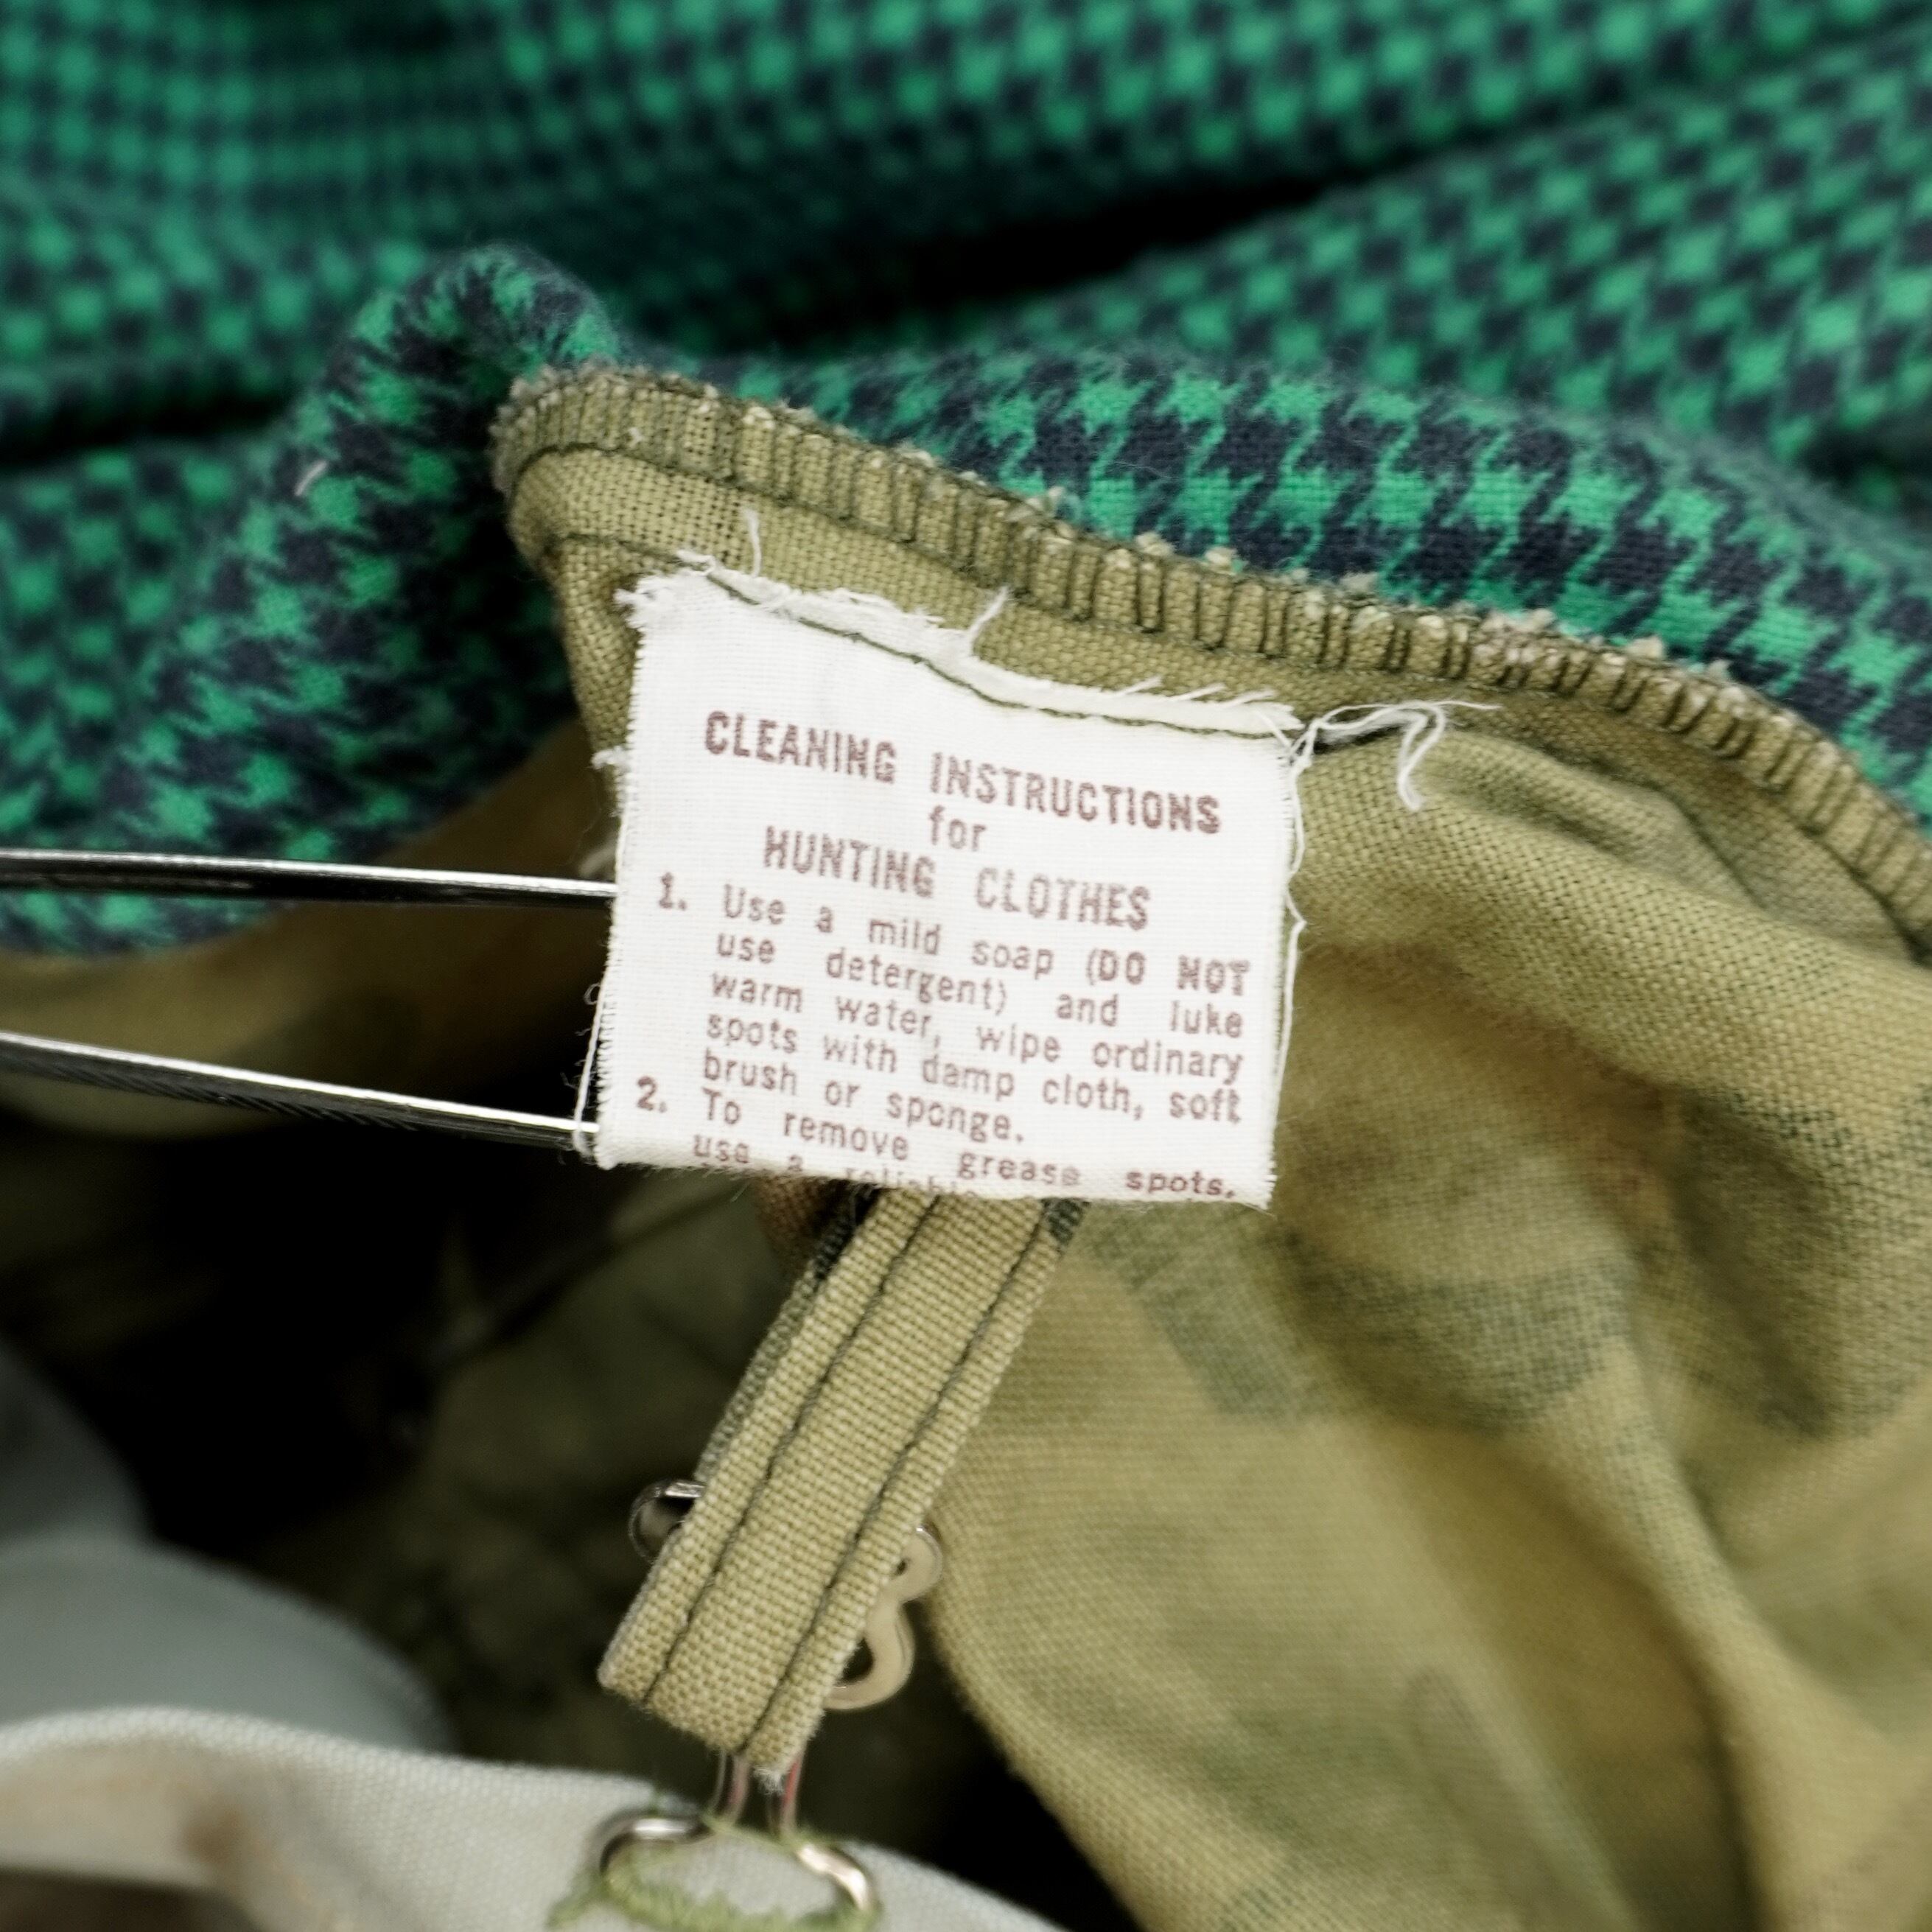 CLEANING INSTRUCTIONS
for
HUNTING CLOTHES
1. Use a mild soap (DO NOT
use detergent) and luke
warm water, wipe ordinary
spots with damp cloth, soft
brush or sponge.
2. To remove grease spots,
use a